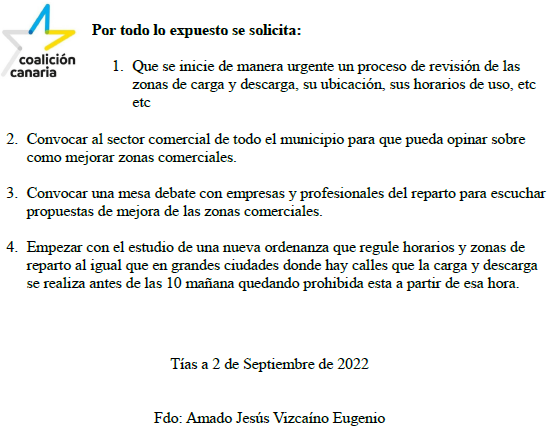 coalición
canaria
Por todo lo expuesto se solicita:
1. Que se inicie de manera urgente un proceso de revisión de las
zonas de carga y descarga, su ubicación, sus horarios de uso, etc
etc
2. Convocar al sector comercial de todo el municipio para que pueda opinar sobre
como mejorar zonas comerciales.
3. Convocar una mesa debate con empresas y profesionales del reparto para escuchar
propuestas de mejora de las zonas comerciales.
4. Empezar con el estudio de una nueva ordenanza que regule horarios y zonas de
reparto al igual que en grandes ciudades donde hay calles que la carga y descarga
se realiza antes de las 10 mañana quedando prohibida esta a partir de esa hora.
Tías a 2 de Septiembre de 2022
Fdo: Amado Jesús Vizcaíno Eugenio